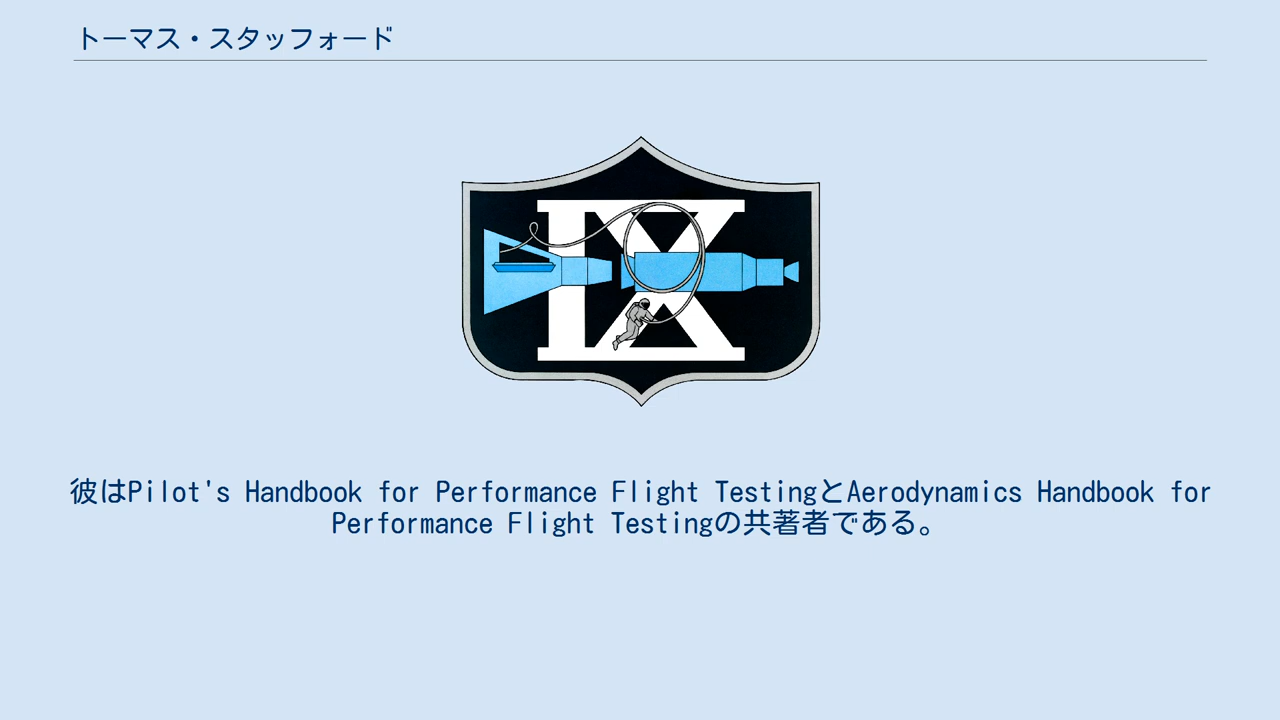 トーマス・スタッフォード
IX
彼はPilot's Handbook for Performance Flight TestingとAerodynamics Handbook for
Performance Flight Testingの共著者である。